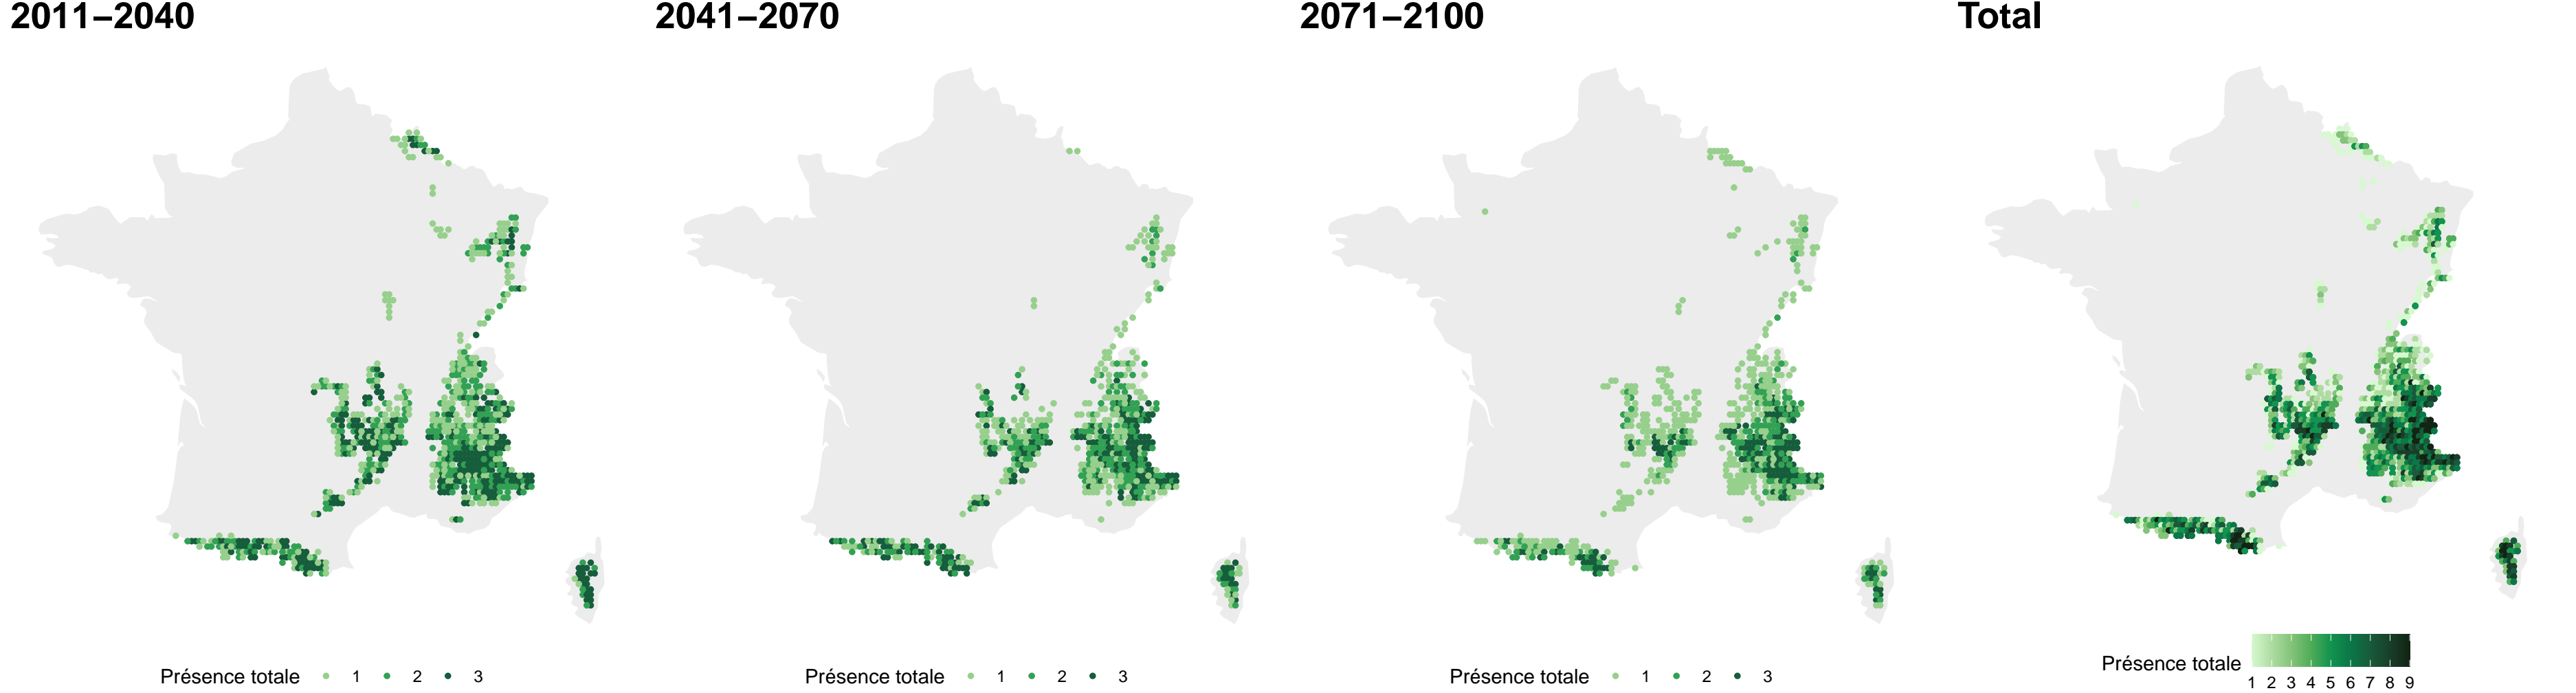 2011–2040
2041–2070
2071–2100
Total
Présence totale 1 2 3
Présence totale 1 2 3
Présence totale 1 2 3
Présence totale
1 2 3 4 5 6 7 8 9